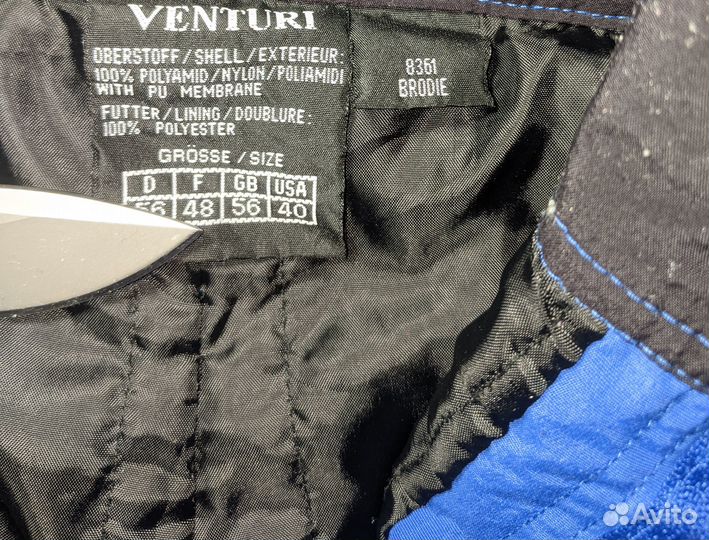 VENTURI
OBERSTOFF/SHELL/EXTERIEUR:
100% POLYAMID/NYLON/POLIAMIDI
WITH PU MEMBRANE
FUTTER/LINING/DOUBLURE:
100% POLYESTER
GRÖSSE/SIZE
D F GB USA
56 48 56 40
8361
BRODIE
Avito